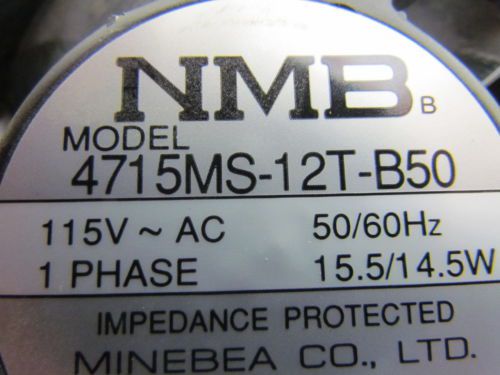 NMB B
MODEL
4715MS-12T-B50
115V ~ AC 50/60Hz
1 PHASE 15.5/14.5W
IMPEDANCE PROTECTED
MINEBEA CO., LTD.